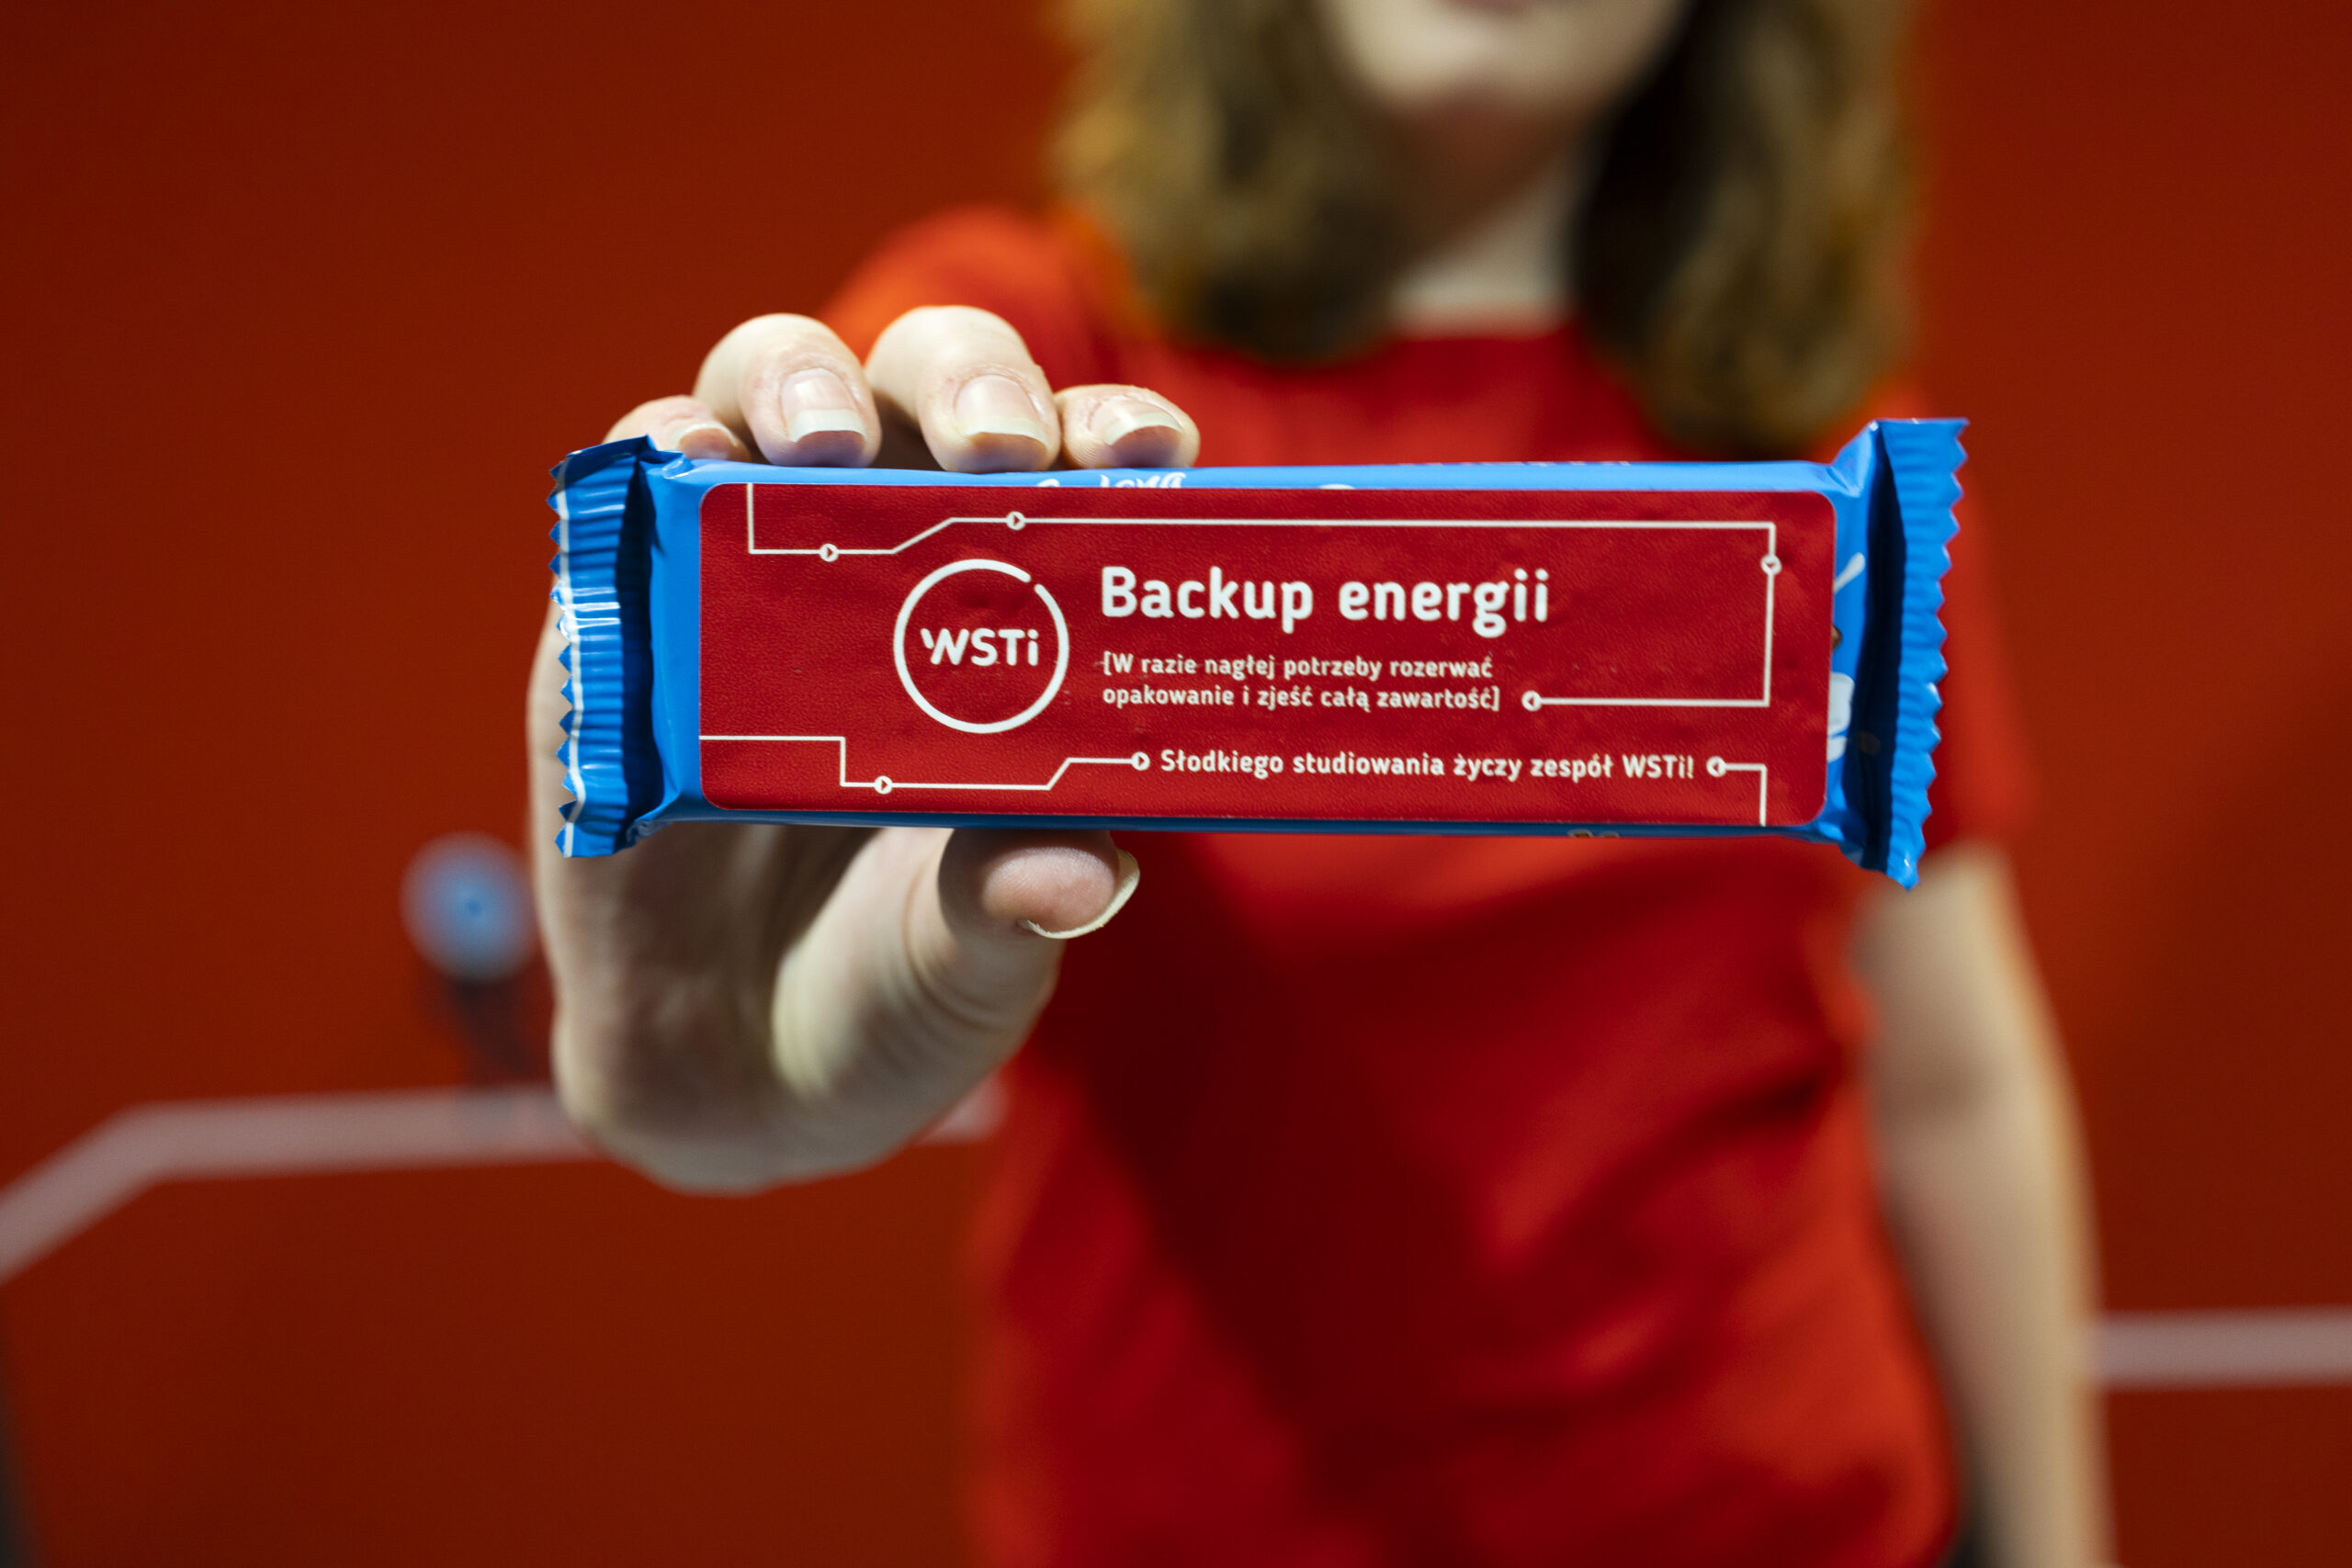 WSTi
Backup energii
[W razie nagłej potrzeby rozerwać
opakowanie i zjeść całą zawartość]
Słodkiego studiowania życzy zespół WSTi!